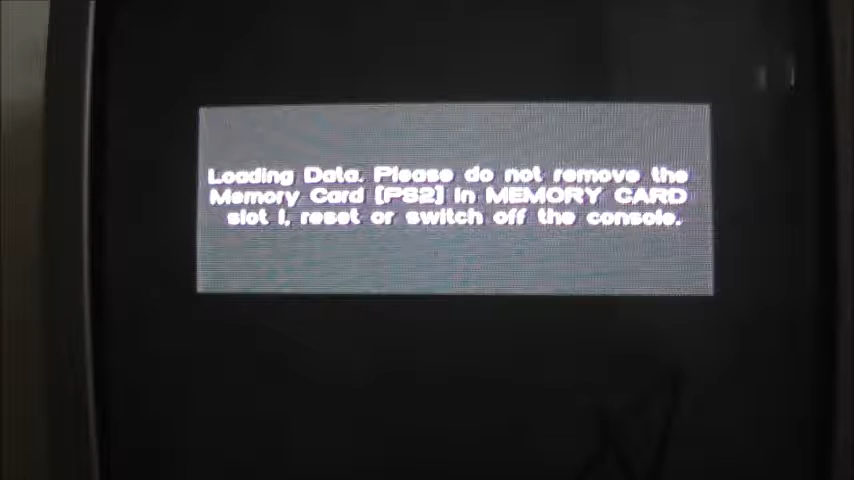 Loading Data. Please do not remove the
Memory Card [PS2] in MEMORY CARD
slot 1, reset or switch off the console.